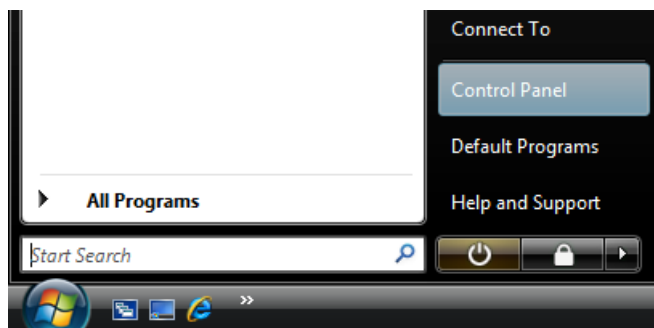 Connect To
Control Panel
Default Programs
All Programs
Help and Support
Start Search